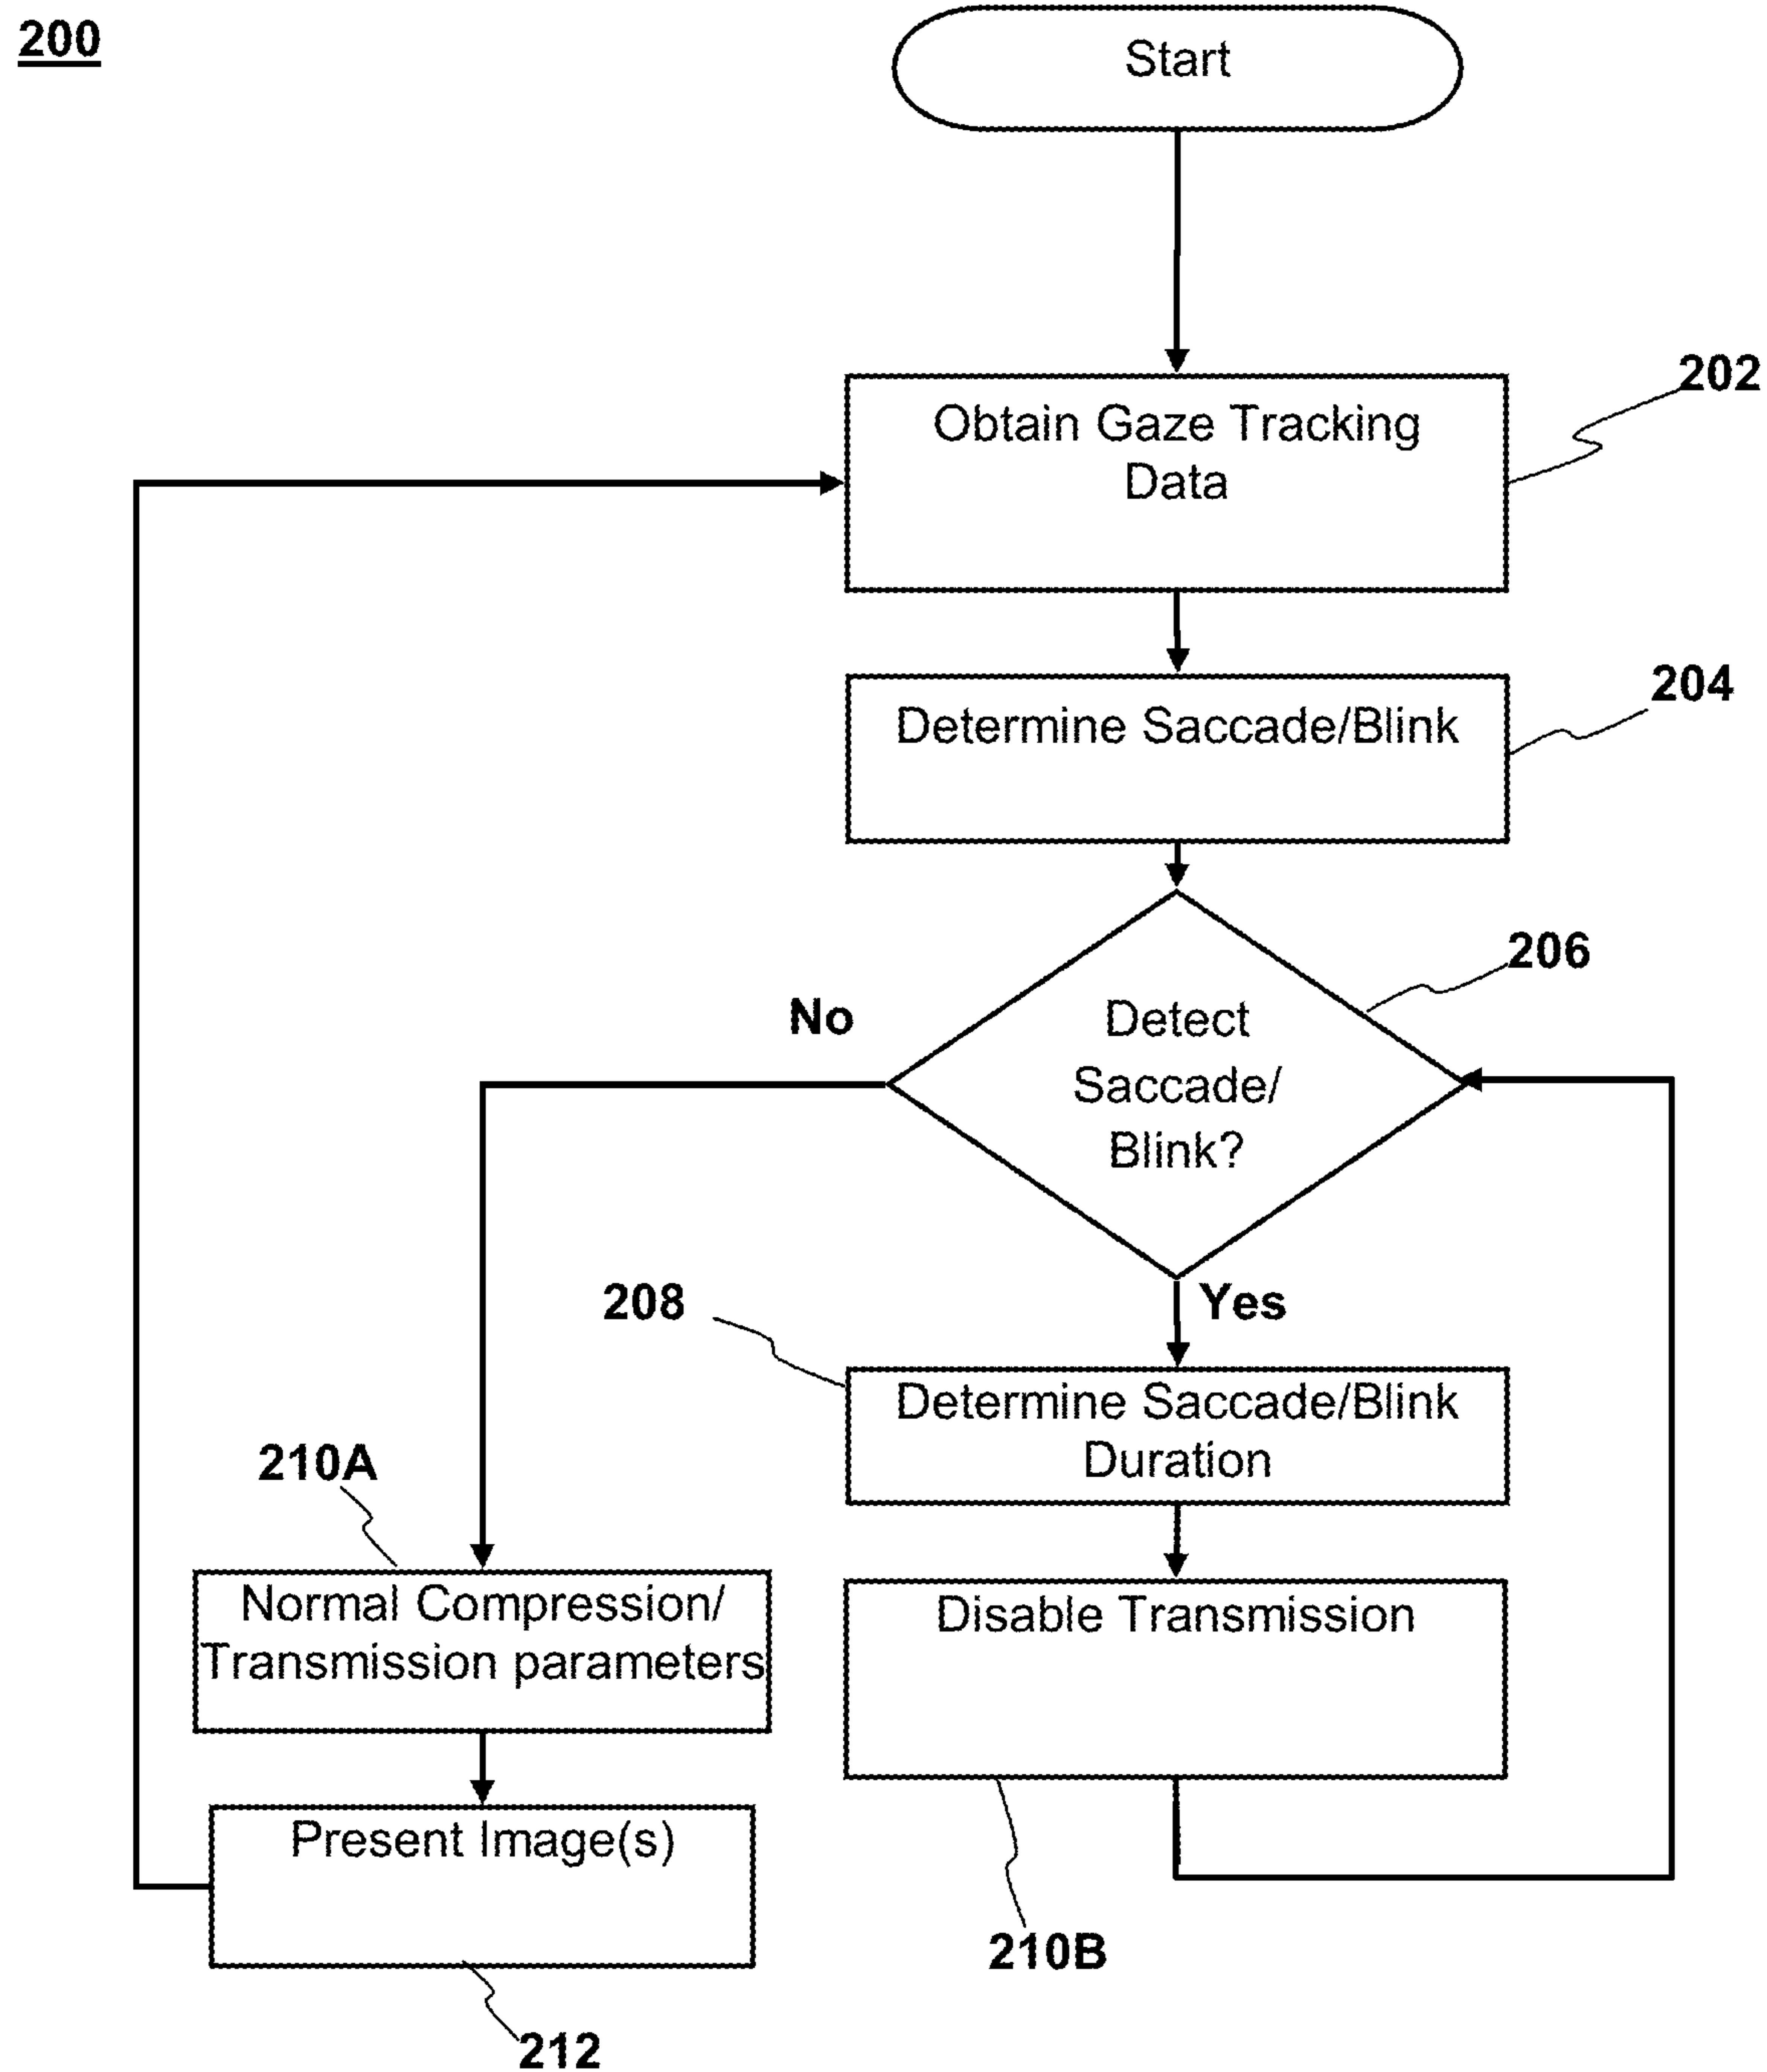 200
Start
202
Obtain Gaze Tracking
Data
204
Determine Saccade/Blink
206
No
Detect
Saccade/
Blink?
Yes
208
Determine Saccade/Blink
Duration
210A
Normal Compression/
Transmission parameters
Disable Transmission
Present Image(s)
210B
212